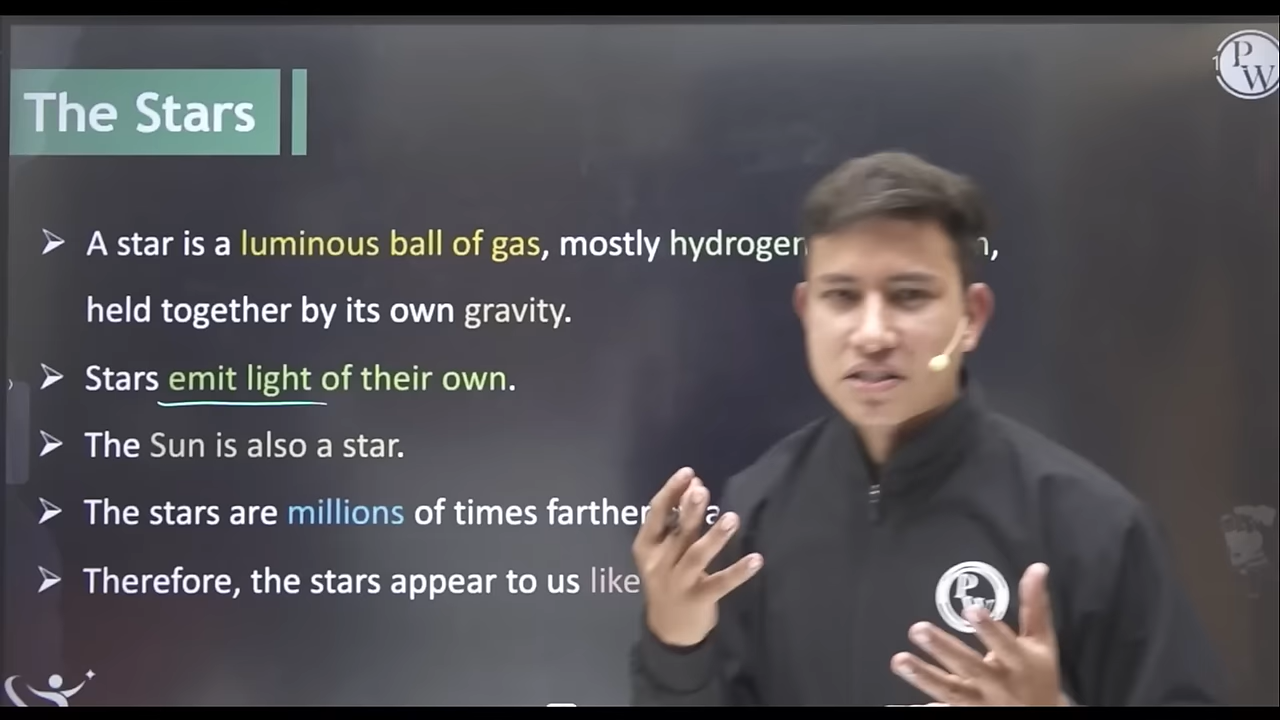 PW
The Stars
➤ A star is a luminous ball of gas, mostly hydrogen
held together by its own gravity.
➤ Stars emit light of their own.
➤ The Sun is also a star.
➤ The stars are millions of times farther
➤ Therefore, the stars appear to us like
PW